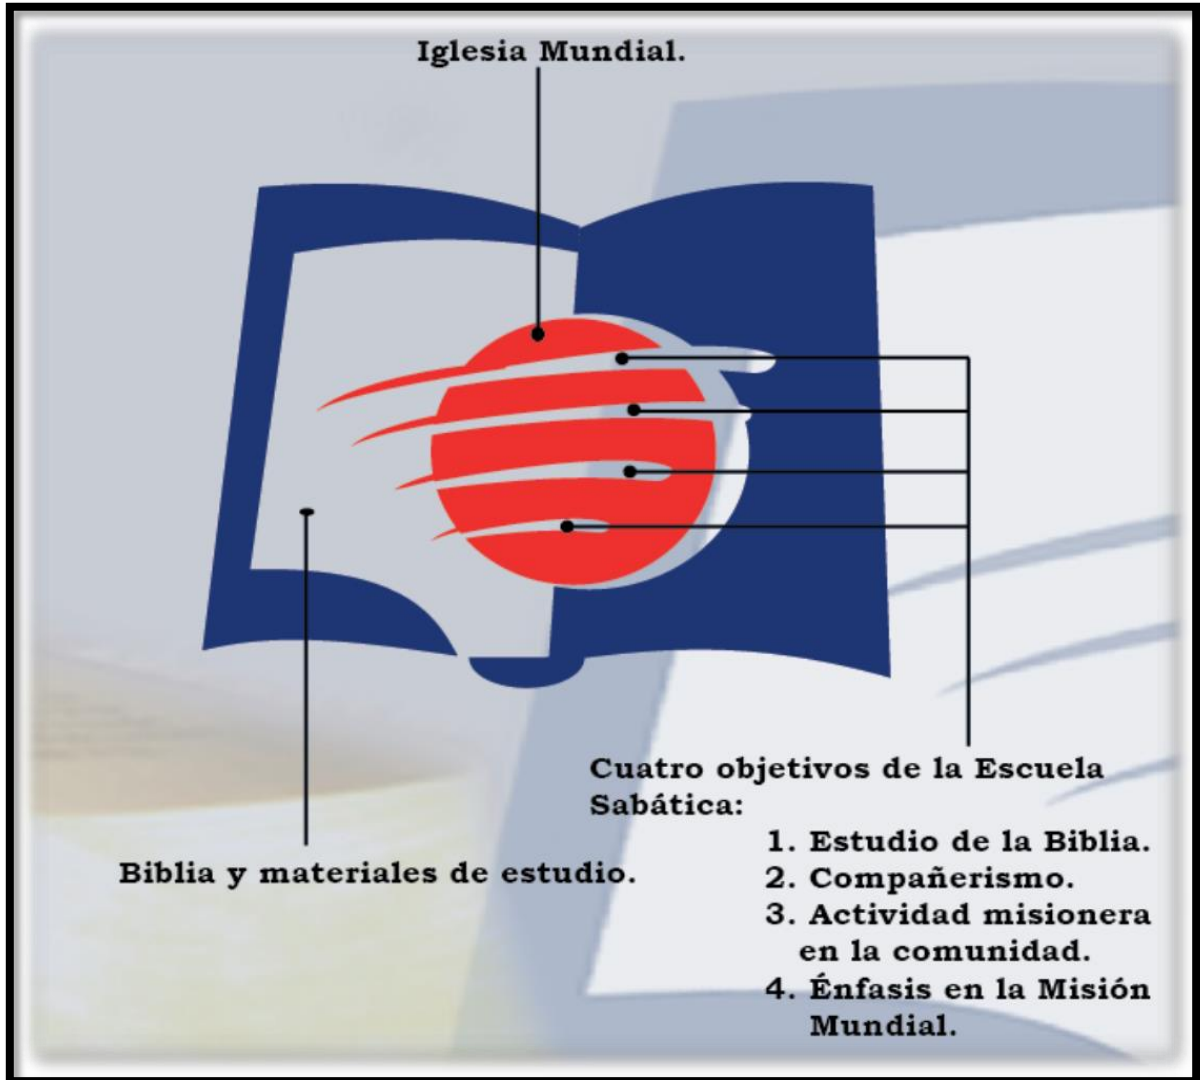 Iglesia Mundial.
Biblia y materiales de estudio.
Cuatro objetivos de la Escuela
Sabática:
1. Estudio de la Biblia.
2. Compañerismo.
3. Actividad misionera
en la comunidad.
4. Énfasis en la Misión
Mundial.